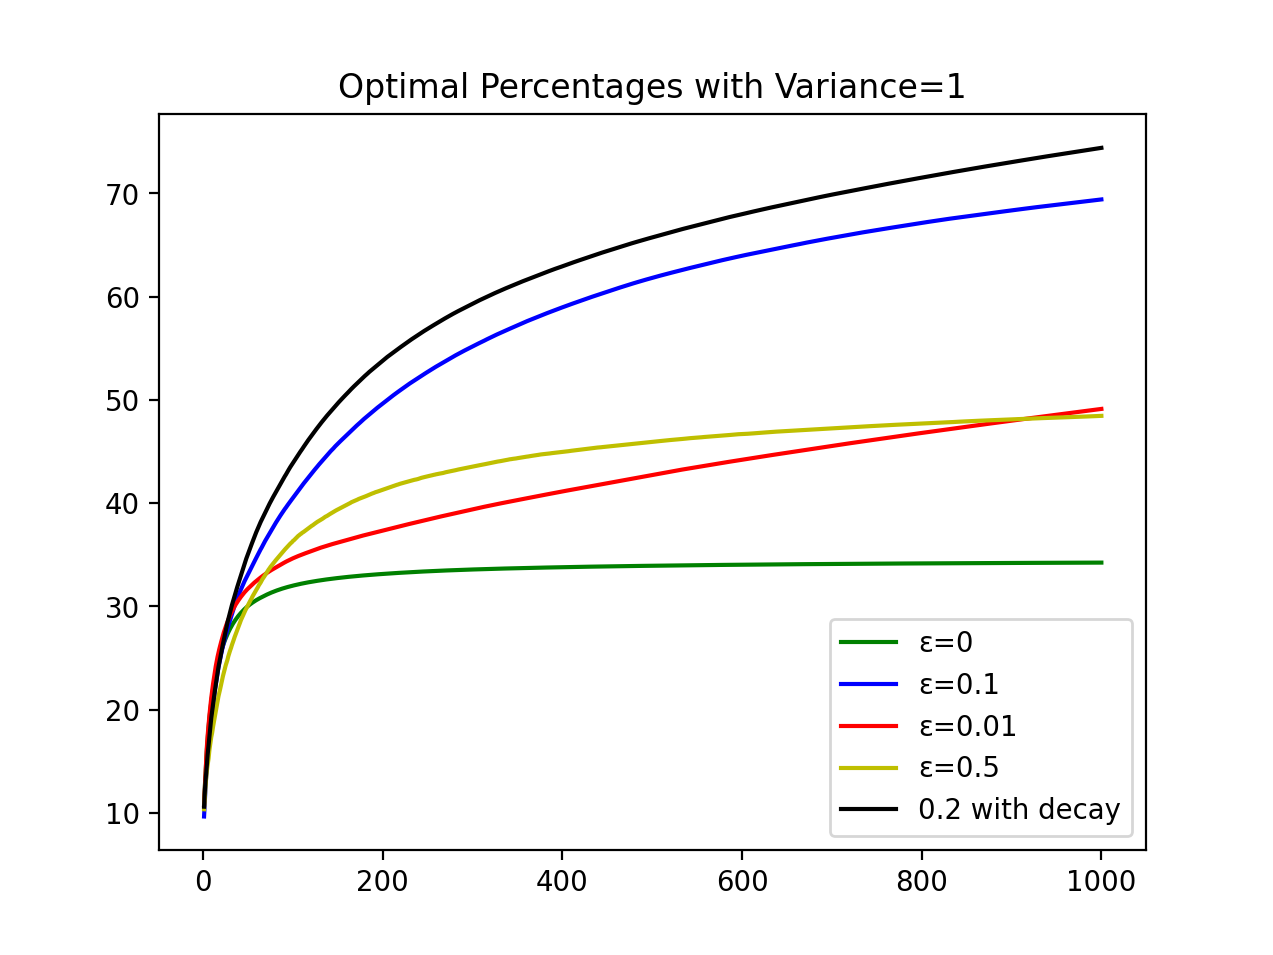 Optimal Percentages with Variance=1
70
60
50
40
30
20
10
ε=0
ε=0.1
ε=0.01
ε=0.5
0.2 with decay
0 200 400 600 800 1000